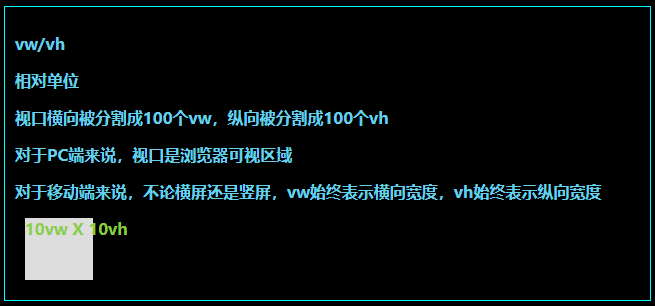 vw/vh
相对单位
视口横向被分割成100个vw，纵向被分割成100个vh
对于PC端来说，视口是浏览器可视区域
对于移动端来说，不论横屏还是竖屏，vw始终表示横向宽度，vh始终表示纵向宽度
10vw X 10vh